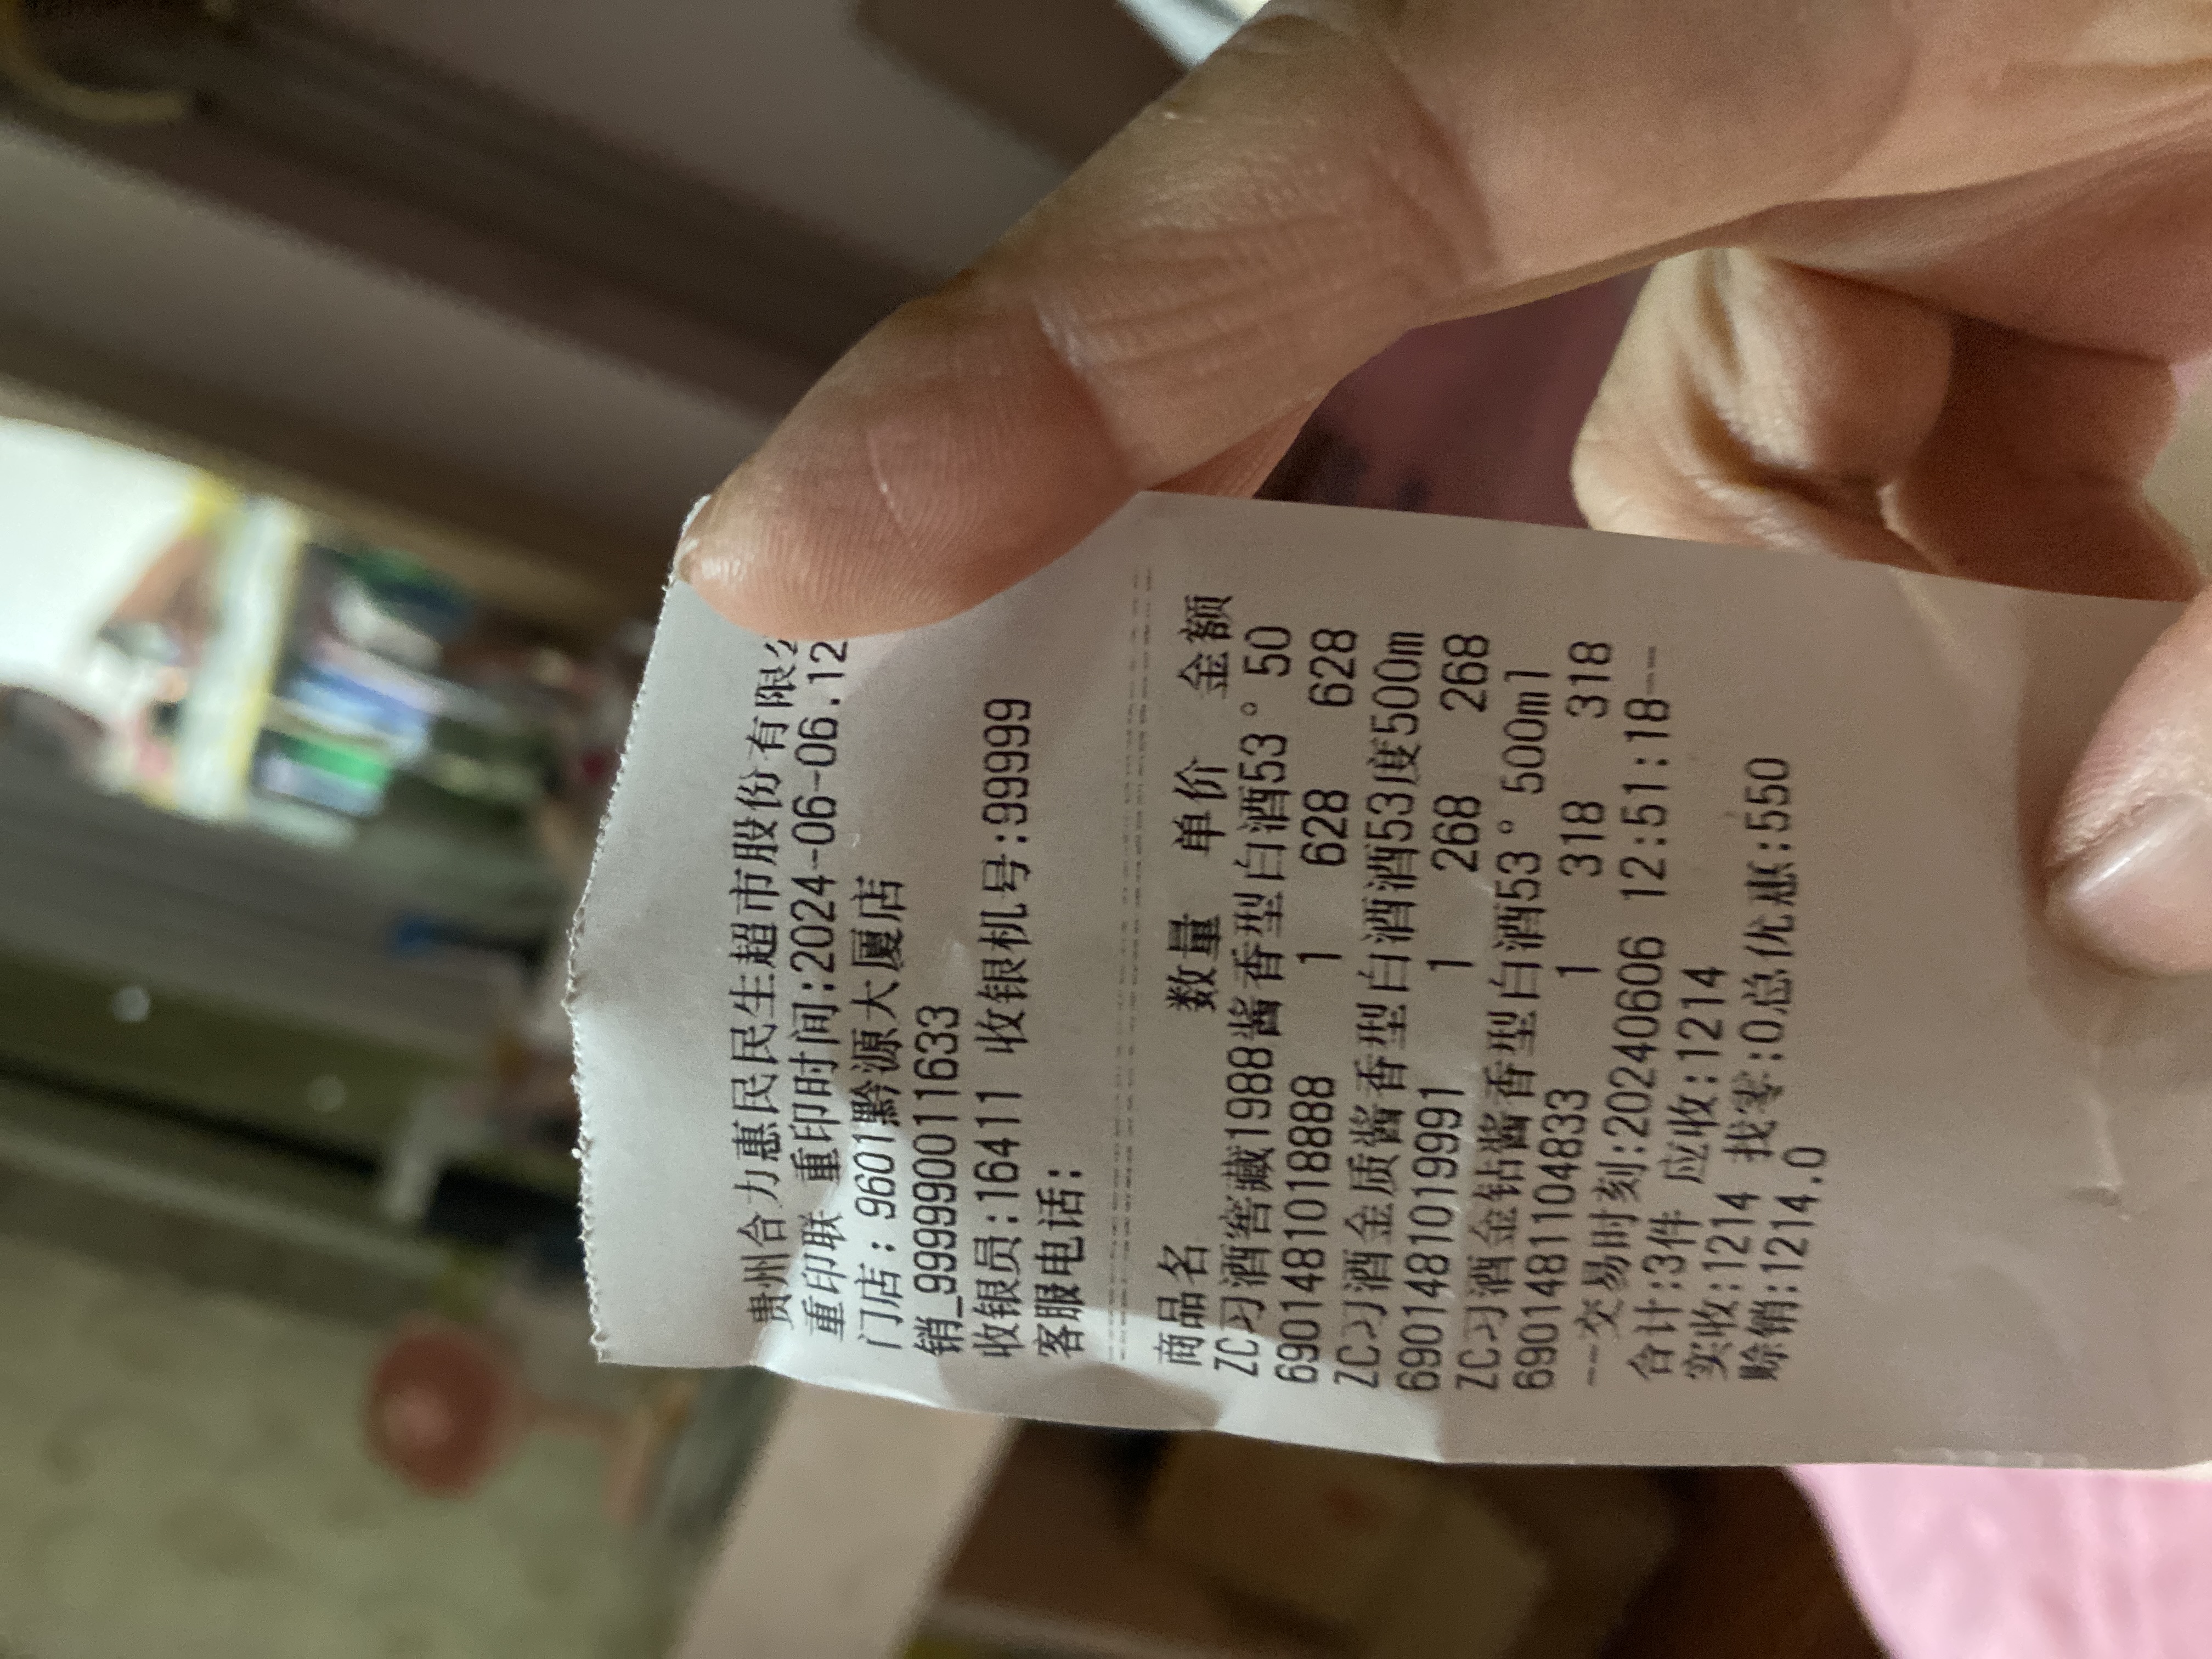 贵州合力惠民民生超市股份有限
重印联 重印时间:2024-06-06.12
门店: 9601黔源大厦店
销_9999990011633
收银员:16411 收银机号:99999
客服电话:
商品名 数量 单价 金额
ZC习酒窖藏1988酱香型白酒53°50
6901481018888 1 628 628
ZC习酒金质酱香型白酒酒53度500m
6901481019991 1 268 268
ZC习酒金钻酱香型白酒53°500ml
6901481104833 1 318 318
--交易时刻:20240606 12:51:18--
合计:3件 应收:1214
实收:1214 找零:0总优惠:550
赊销:1214.0